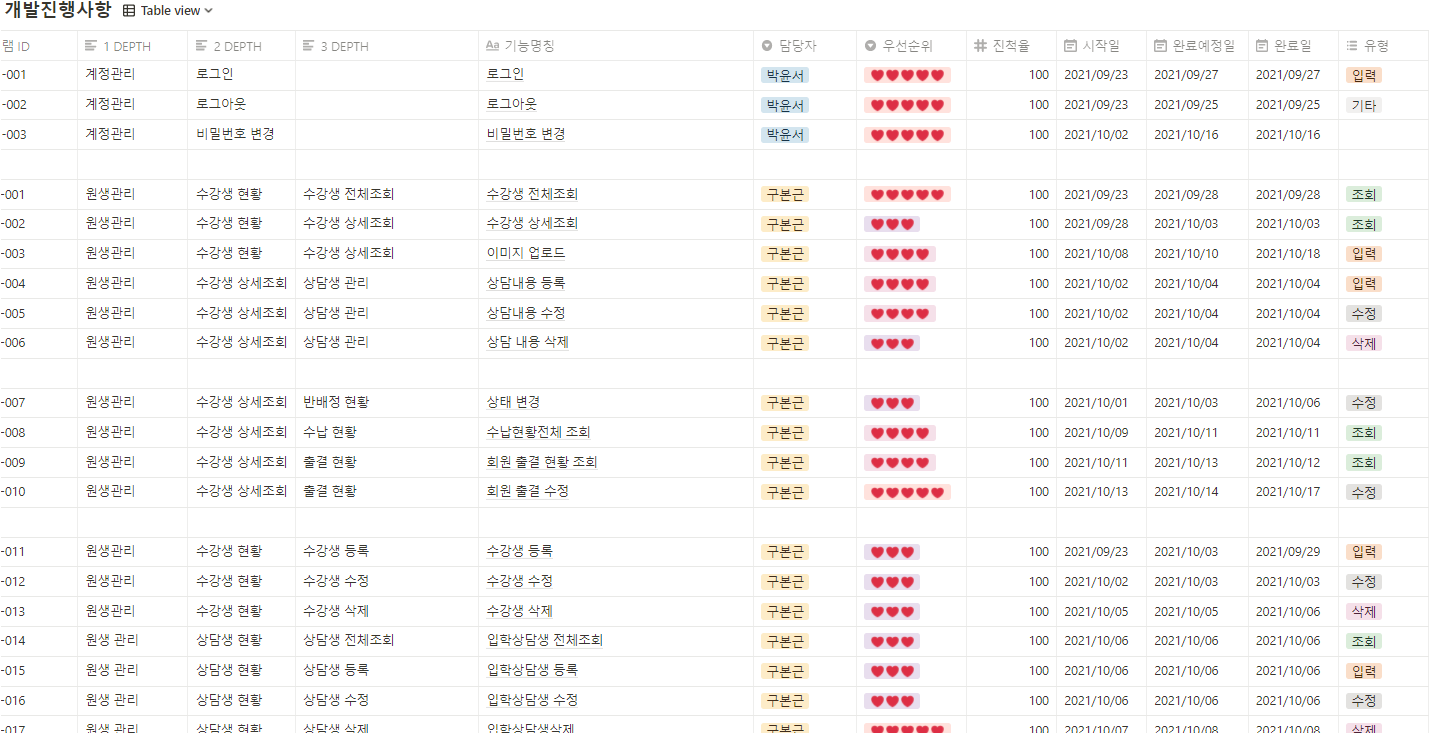 개발진행사항 Table view
램 ID 1 DEPTH 2 DEPTH 3 DEPTH Aa 기능명칭 담당자 우선순위 # 진척율 시작일 완료예정일 완료일 유형
-001 계정관리 로그인 로그인 박윤서 ❤❤❤❤❤ 100 2021/09/23 2021/09/27 2021/09/27 입력
-002 계정관리 로그아웃 로그아웃 박윤서 ❤❤❤❤❤ 100 2021/09/23 2021/09/25 2021/09/25 기타
-003 계정관리 비밀번호 변경 비밀번호 변경 박윤서 ❤❤❤❤❤ 100 2021/10/02 2021/10/16 2021/10/16
-001 원생관리 수강생 현황 수강생 전체조회 수강생 전체조회 구본근 ❤❤❤❤❤ 100 2021/09/23 2021/09/28 2021/09/28 조회
-002 원생관리 수강생 현황 수강생 상세조회 수강생 상세조회 구본근 ❤❤❤ 100 2021/09/28 2021/10/03 2021/10/03 조회
-003 원생관리 수강생 현황 수강생 상세조회 이미지 업로드 구본근 ❤❤❤❤ 100 2021/10/08 2021/10/10 2021/10/18 입력
-004 원생관리 수강생 상세조회 상담생 관리 상담내용 등록 구본근 ❤❤❤❤ 100 2021/10/02 2021/10/04 2021/10/04 입력
-005 원생관리 수강생 상세조회 상담생 관리 상담내용 수정 구본근 ❤❤❤❤ 100 2021/10/02 2021/10/04 2021/10/04 수정
-006 원생관리 수강생 상세조회 상담생 관리 상담 내용 삭제 구본근 ❤❤❤ 100 2021/10/02 2021/10/04 2021/10/04 삭제
-007 원생관리 수강생 상세조회 반배정 현황 상태 변경 구본근 ❤❤❤ 100 2021/10/01 2021/10/03 2021/10/06 수정
-008 원생관리 수강생 상세조회 수납 현황 수납현황전체 조회 구본근 ❤❤❤❤ 100 2021/10/09 2021/10/11 2021/10/11 조회
-009 원생관리 수강생 상세조회 출결 현황 회원 출결 현황 조회 구본근 ❤❤❤❤ 100 2021/10/11 2021/10/13 2021/10/12 조회
-010 원생관리 수강생 상세조회 출결 현황 회원 출결 수정 구본근 ❤❤❤❤❤ 100 2021/10/13 2021/10/14 2021/10/17 수정
-011 원생관리 수강생 현황 수강생 등록 수강생 등록 구본근 ❤❤❤ 100 2021/09/23 2021/10/03 2021/09/29 입력
-012 원생관리 수강생 현황 수강생 수정 수강생 수정 구본근 ❤❤❤ 100 2021/10/02 2021/10/03 2021/10/03 수정
-013 원생관리 수강생 현황 수강생 삭제 수강생 삭제 구본근 ❤❤❤ 100 2021/10/05 2021/10/05 2021/10/06 삭제
-014 원생 관리 상담생 현황 상담생 전체조회 입학상담생 전체조회 구본근 ❤❤❤ 100 2021/10/06 2021/10/06 2021/10/06 조회
-015 원생 관리 상담생 현황 상담생 등록 입학상담생 등록 구본근 ❤❤❤ 100 2021/10/06 2021/10/06 2021/10/06 입력
-016 원생 관리 상담생 현황 상담생 수정 입학상담생 수정 구본근 ❤❤❤ 100 2021/10/06 2021/10/06 2021/10/06 수정
-017 원생 관리 상담생 현황 상담생 삭제 입학상담생삭제 구본근 ❤❤❤❤❤ 100 2021/10/07 2021/10/08 2021/10/08 삭제